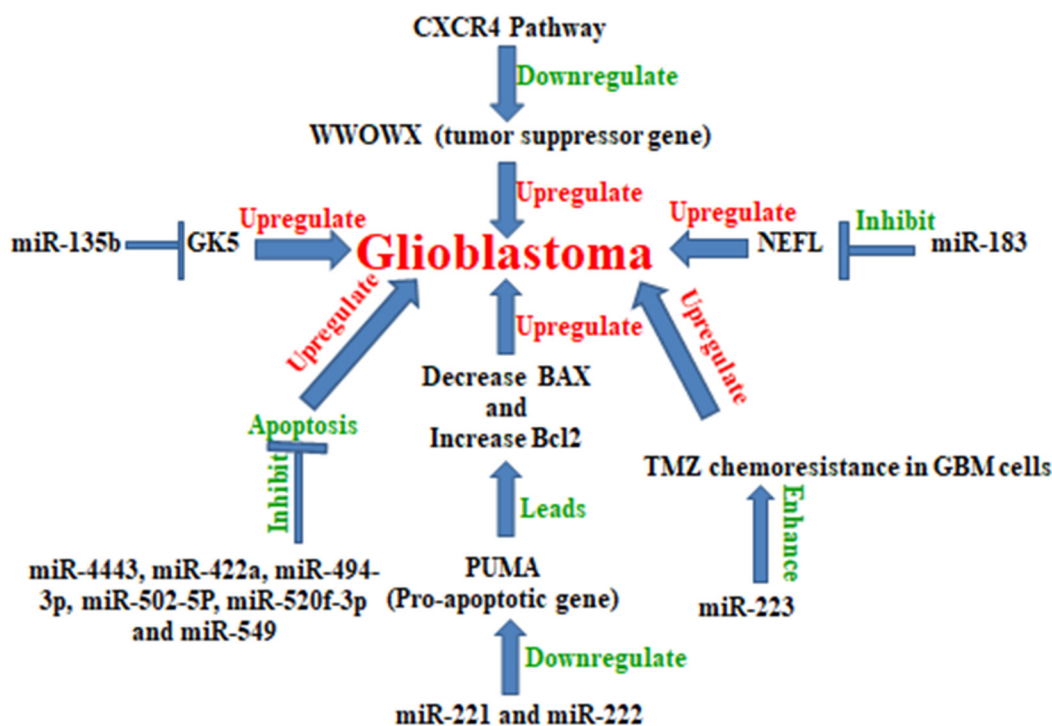 CXCR4 Pathway
Downregulate
WWOWX (tumor suppressor gene)
Upregulate
miR-135b
GK5
Upregulate
Glioblastoma
Upregulate
NEFL
Inhibit
miR-183
Upregulate
Upregulate
Upregulate
Decrease BAX
and
Increase Bcl2
Apoptosis
Inhibit
TMZ chemoresistance in GBM cells
Leads
Enhance
miR-4443, miR-422a, miR-494-
3p, miR-502-5P, miR-520f-3p
and miR-549
PUMA
(Pro-apoptotic gene)
miR-223
Downregulate
miR-221 and miR-222